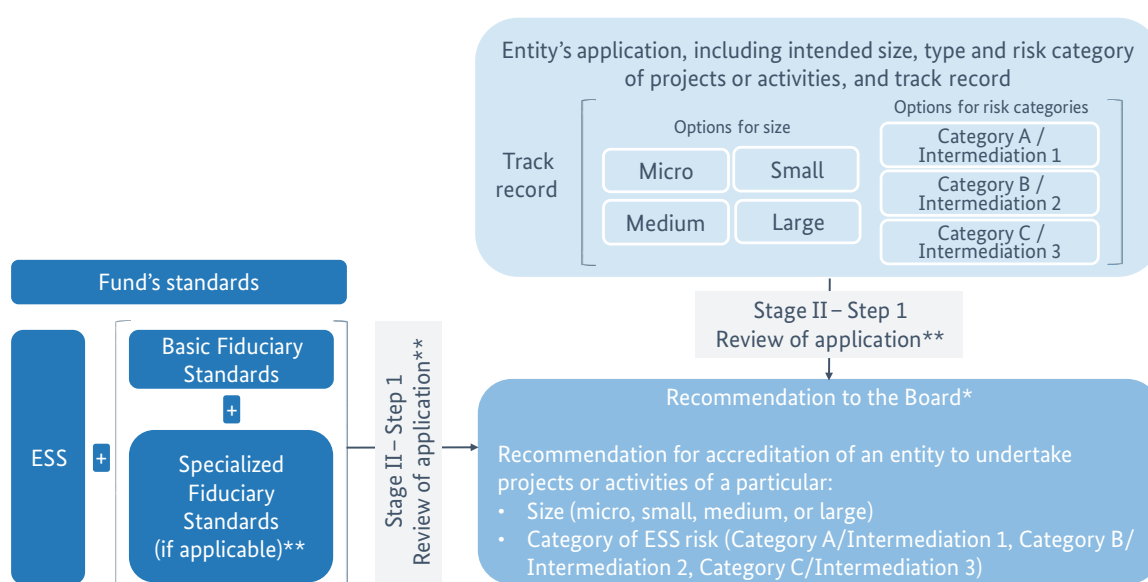 Entity’s application, including intended size, type and risk category
of projects or activities, and track record
Track
record
Options for size
Micro
Small
Medium
Large
Options for risk categories
Category A /
Intermediation 1
Category B /
Intermediation 2
Category C /
Intermediation 3
Stage II – Step 1
Review of application**
Fund’s standards
ESS
+
Basic Fiduciary
Standards
+
Specialized
Fiduciary
Standards
(if applicable)**
Stage II – Step 1
Review of application**
Recommendation to the Board*
Recommendation for accreditation of an entity to undertake
projects or activities of a particular:
• Size (micro, small, medium, or large)
• Category of ESS risk (Category A/Intermediation 1, Category B/
Intermediation 2, Category C/Intermediation 3)